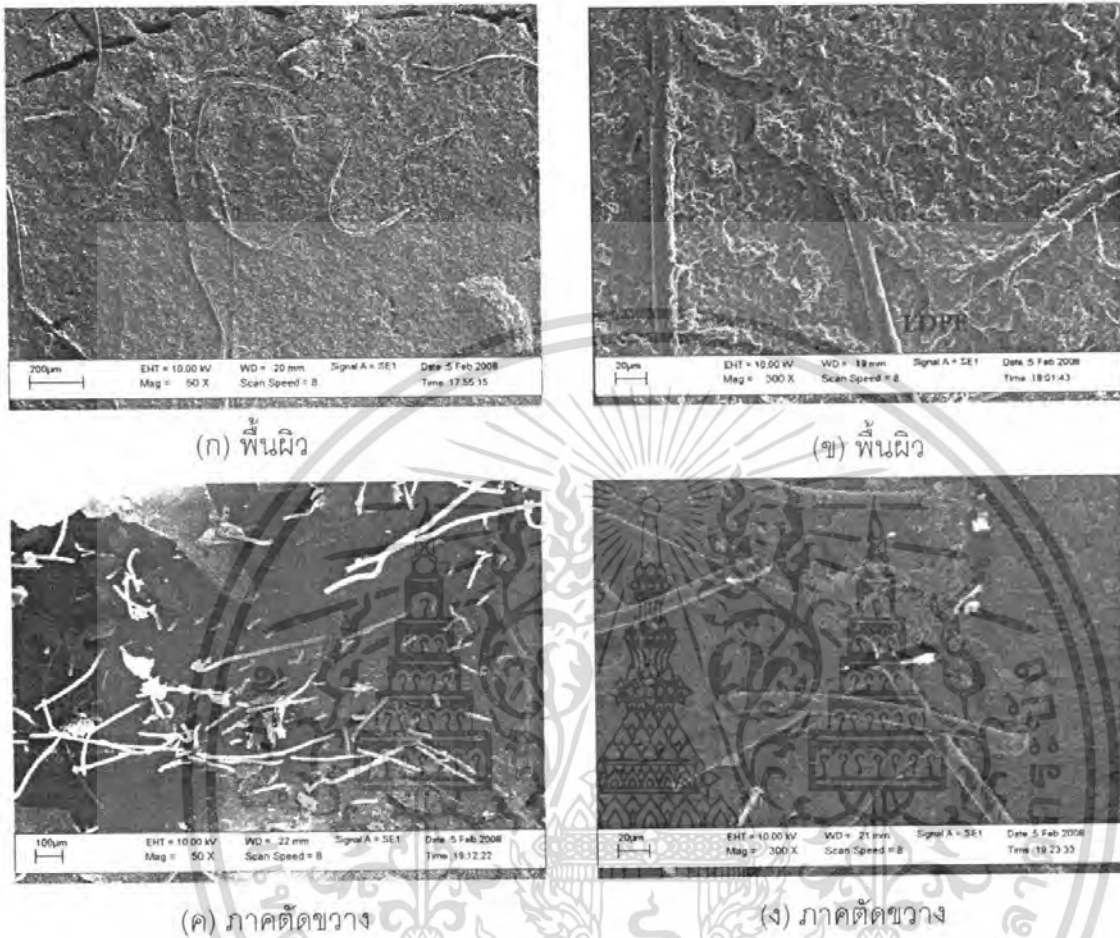 LDPE
200µm
EHT = 10.00 kV WD = 20 mm Signal A = SE1 Date :5 Feb 2008
Mag = 50 X Scan Speed = 8 Time :17:55:15
20µm
EHT = 10.00 kV WD = 19 mm Signal A = SE1 Date :5 Feb 2008
Mag = 300 X Scan Speed = 8 Time :18:01:43
(ก) พื้นผิว
(ข) พื้นผิว
100µm
EHT = 10.00 kV WD = 22 mm Signal A = SE1 Date :5 Feb 2008
Mag = 50 X Scan Speed = 8 Time :19:12:22
20µm
EHT = 10.00 kV WD = 21 mm Signal A = SE1 Date :5 Feb 2008
Mag = 300 X Scan Speed = 8 Time :19:23:33
(ค) ภาคตัดขวาง
(ง) ภาคตัดขวาง